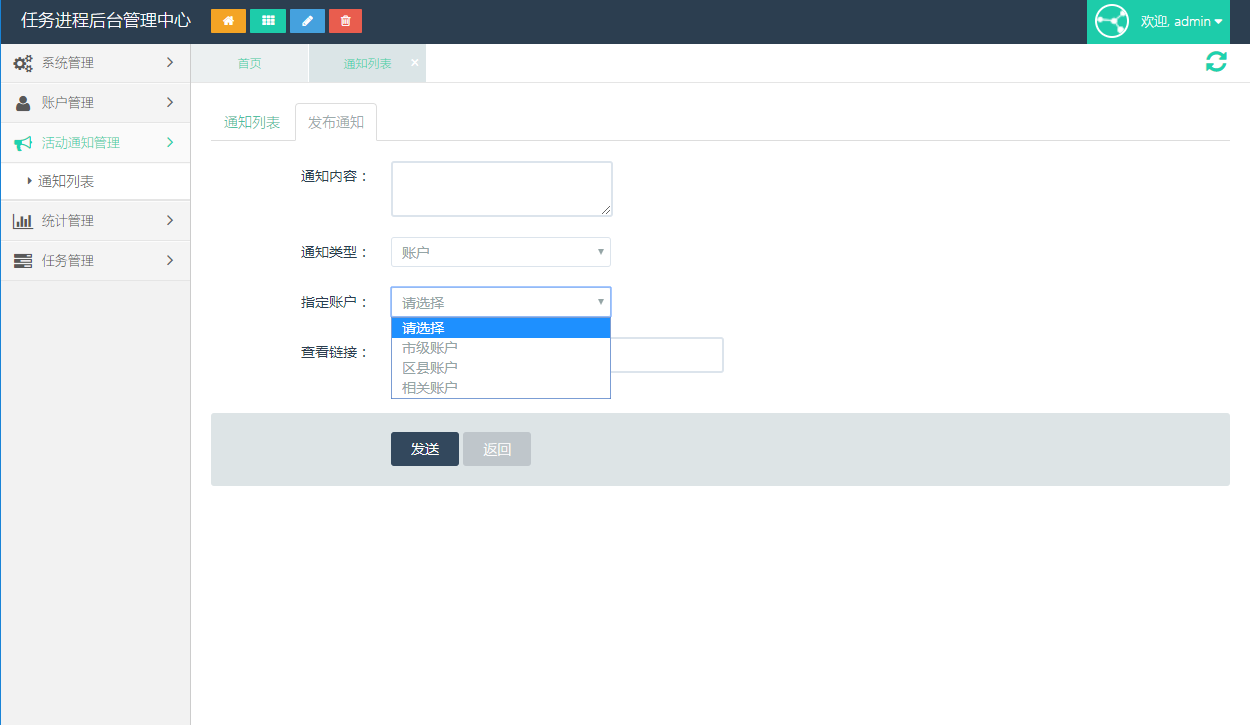 任务进程后台管理中心
欢迎, admin
系统管理
账户管理
活动通知管理
通知列表
统计管理
任务管理
首页
通知列表 ×
通知列表
发布通知
通知内容：
通知类型：
账户
指定账户：
请选择
请选择
市级账户
区县账户
相关账户
查看链接：
发送
返回